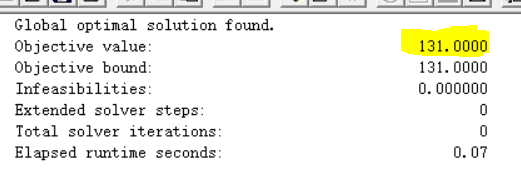 Global optimal solution found.
Objective value: 131.0000
Objective bound: 131.0000
Infeasibilities: 0.000000
Extended solver steps: 0
Total solver iterations: 0
Elapsed runtime seconds: 0.07